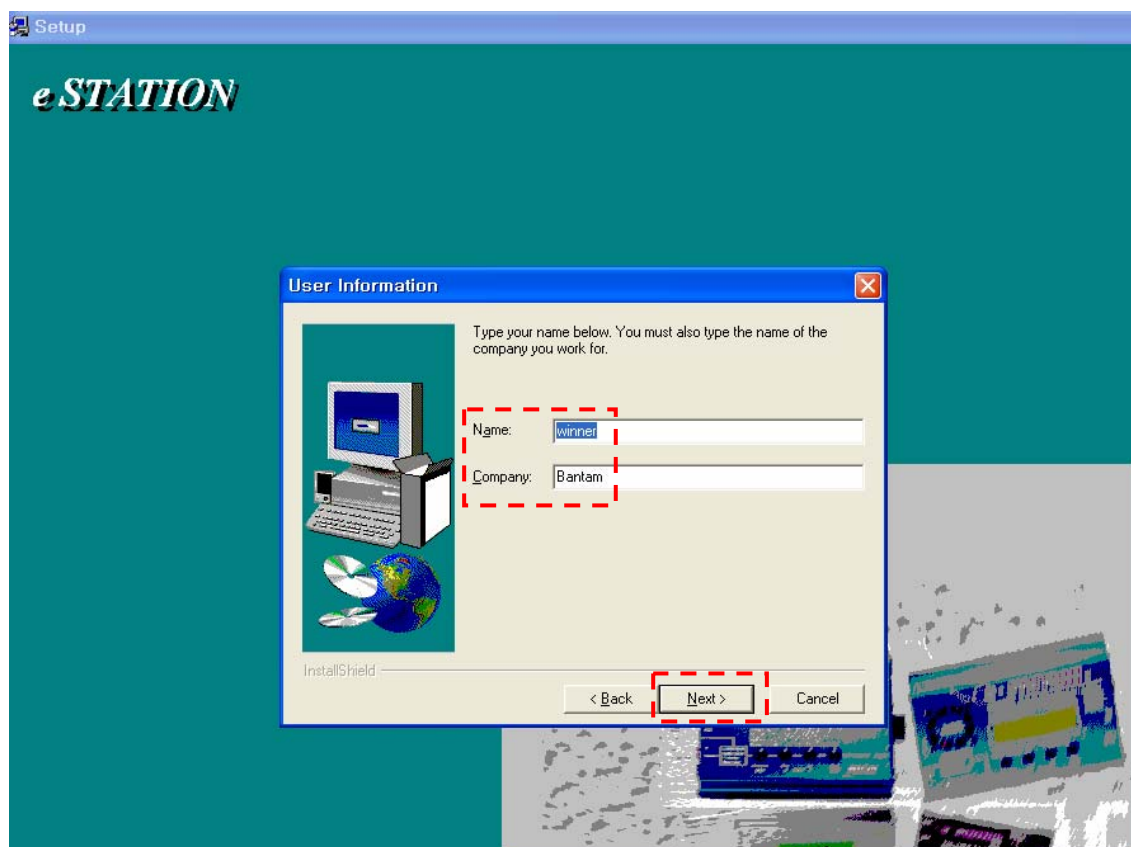 Setup
e STATION
User Information
Type your name below. You must also type the name of the
company you work for.
Name: winner
Company: Bantam
InstallShield
< Back Next > Cancel